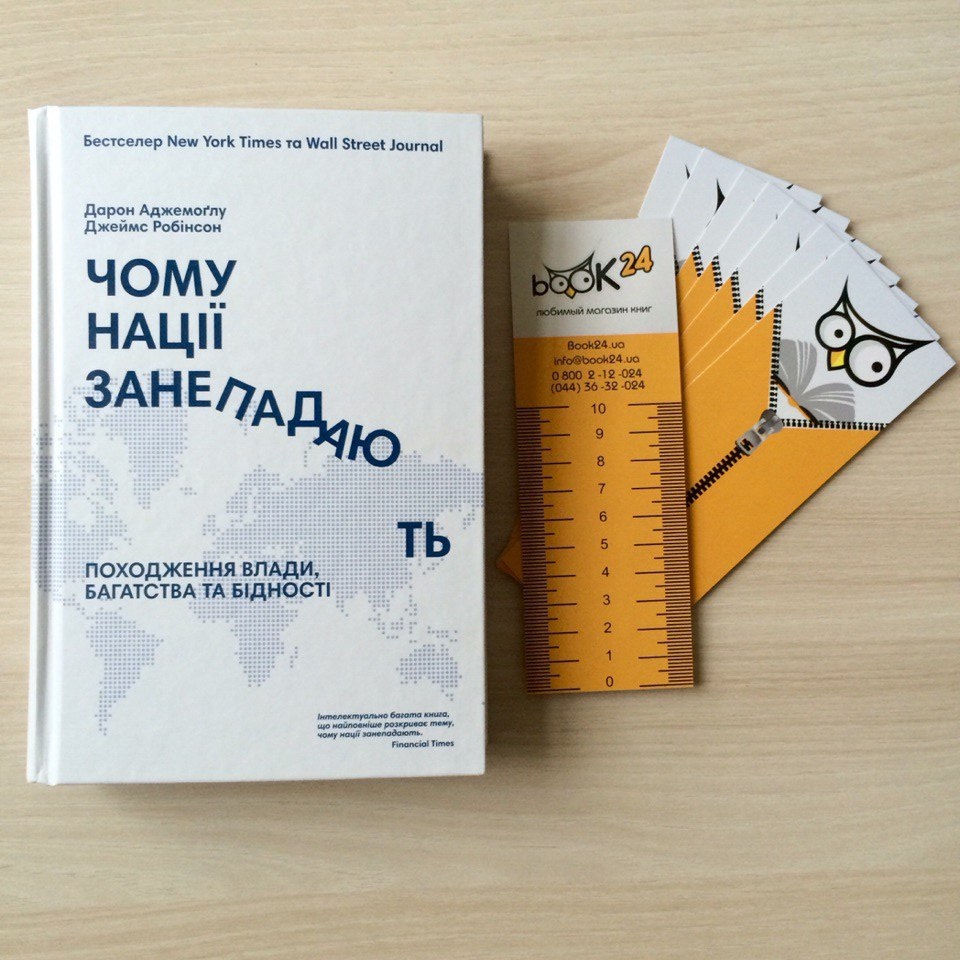 Бестселер New York Times та Wall Street Journal
Дарон Аджемоґлу
Джеймс Робінсон
ЧОМУ
НАЦІЇ
ЗАНЕПАДАЮ
ТЬ
ПОХОДЖЕННЯ ВЛАДИ,
БАГАТСТВА ТА БІДНОСТІ
Інтелектуально багата книга,
що найповніше розкриває тему,
чому нації занепадають.
Financial Times
bOOK24
любимый магазин книг
Book24.ua
info@book24.ua
0 800 2-12-024
(044) 36-32-024
10
9
8
7
6
5
4
3
2
1
0